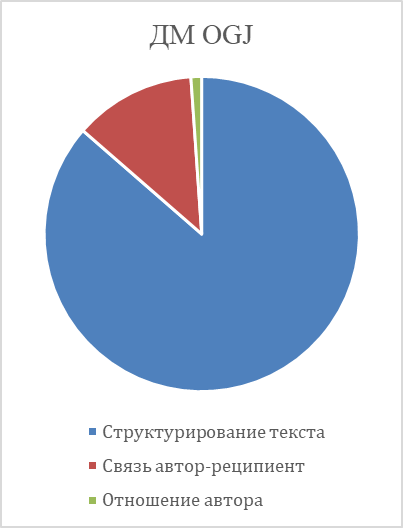 ДМ OGJ
Структурирование текста
Связь автор-реципиент
Отношение автора